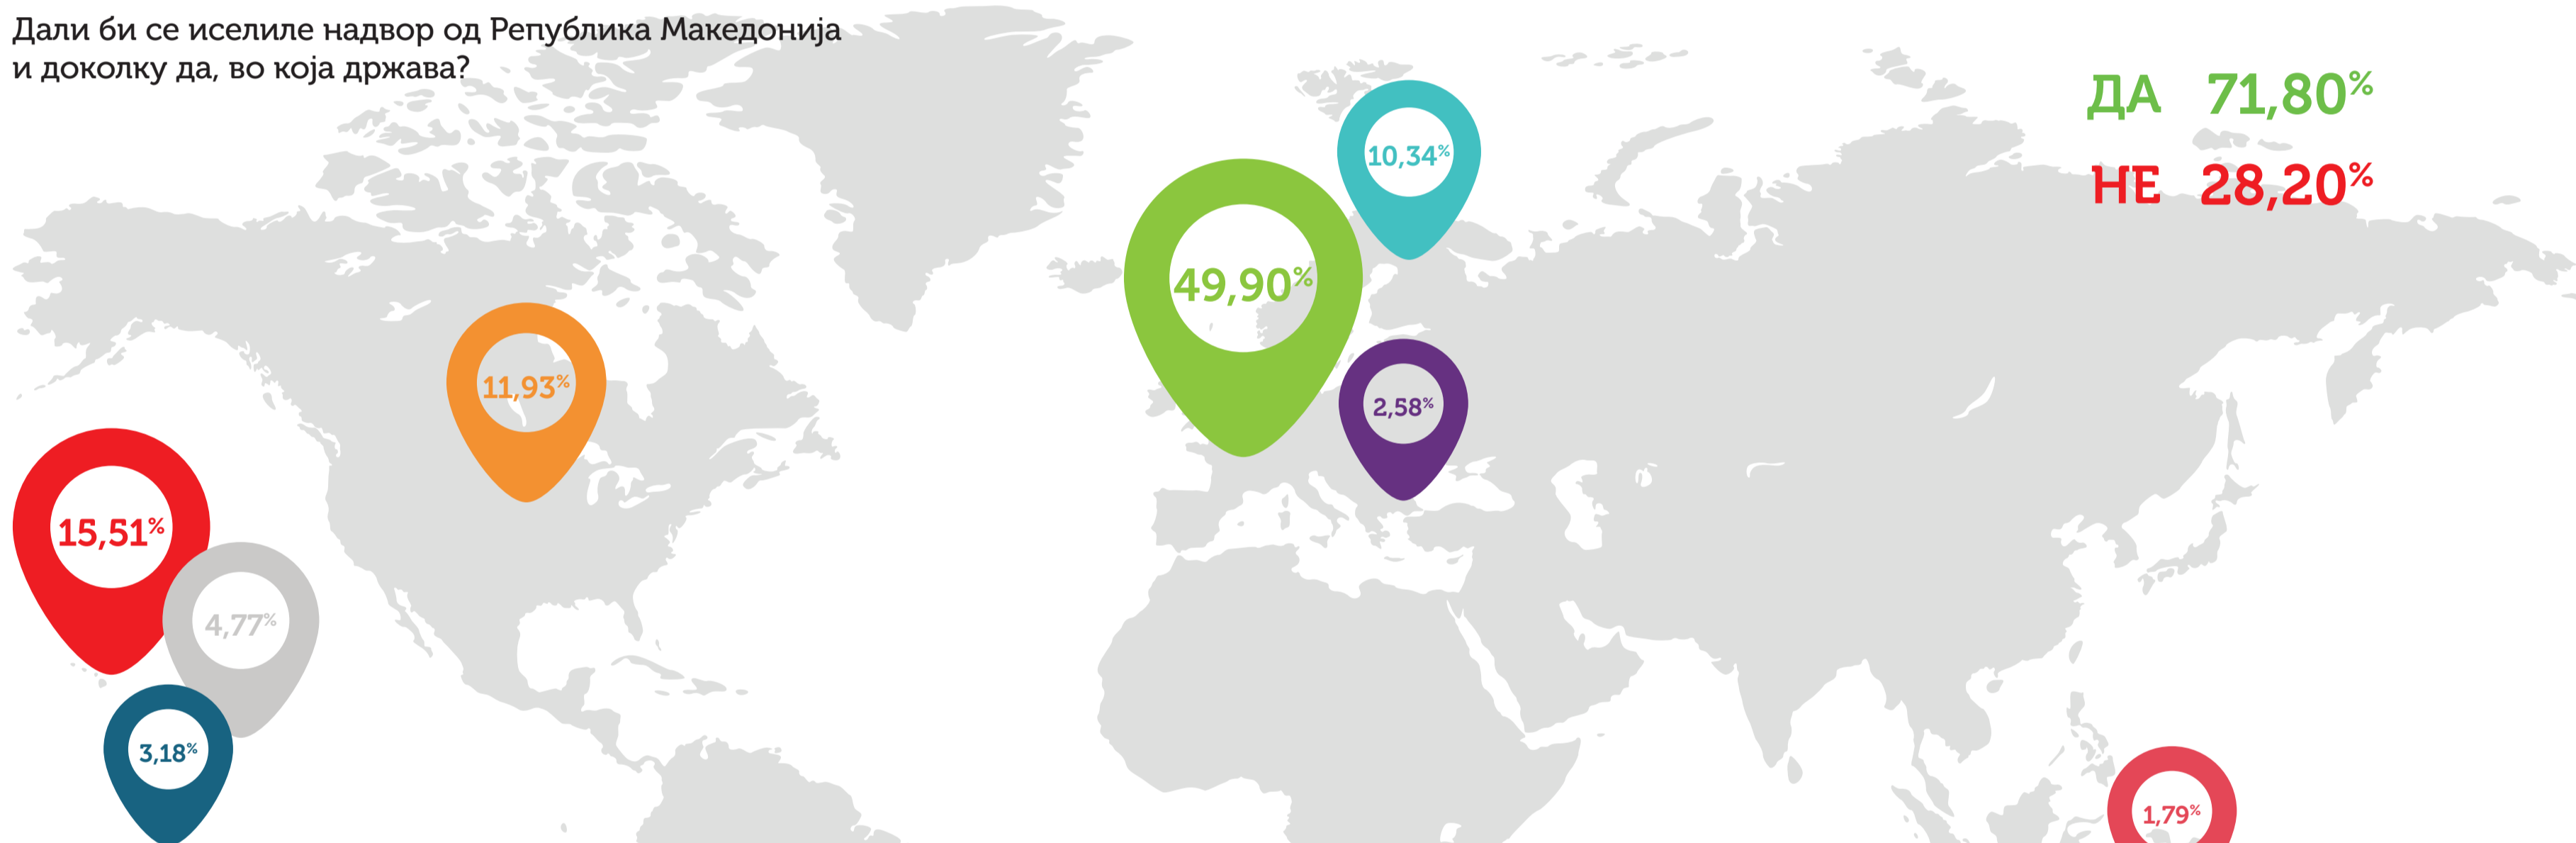 Дали би се иселиле надвор од Република Македонија
и доколку да, во која држава?
ДА 71,80%
НЕ 28,20%
10,34%
49,90%
11,93%
2,58%
15,51%
4,77%
3,18%
1,79%